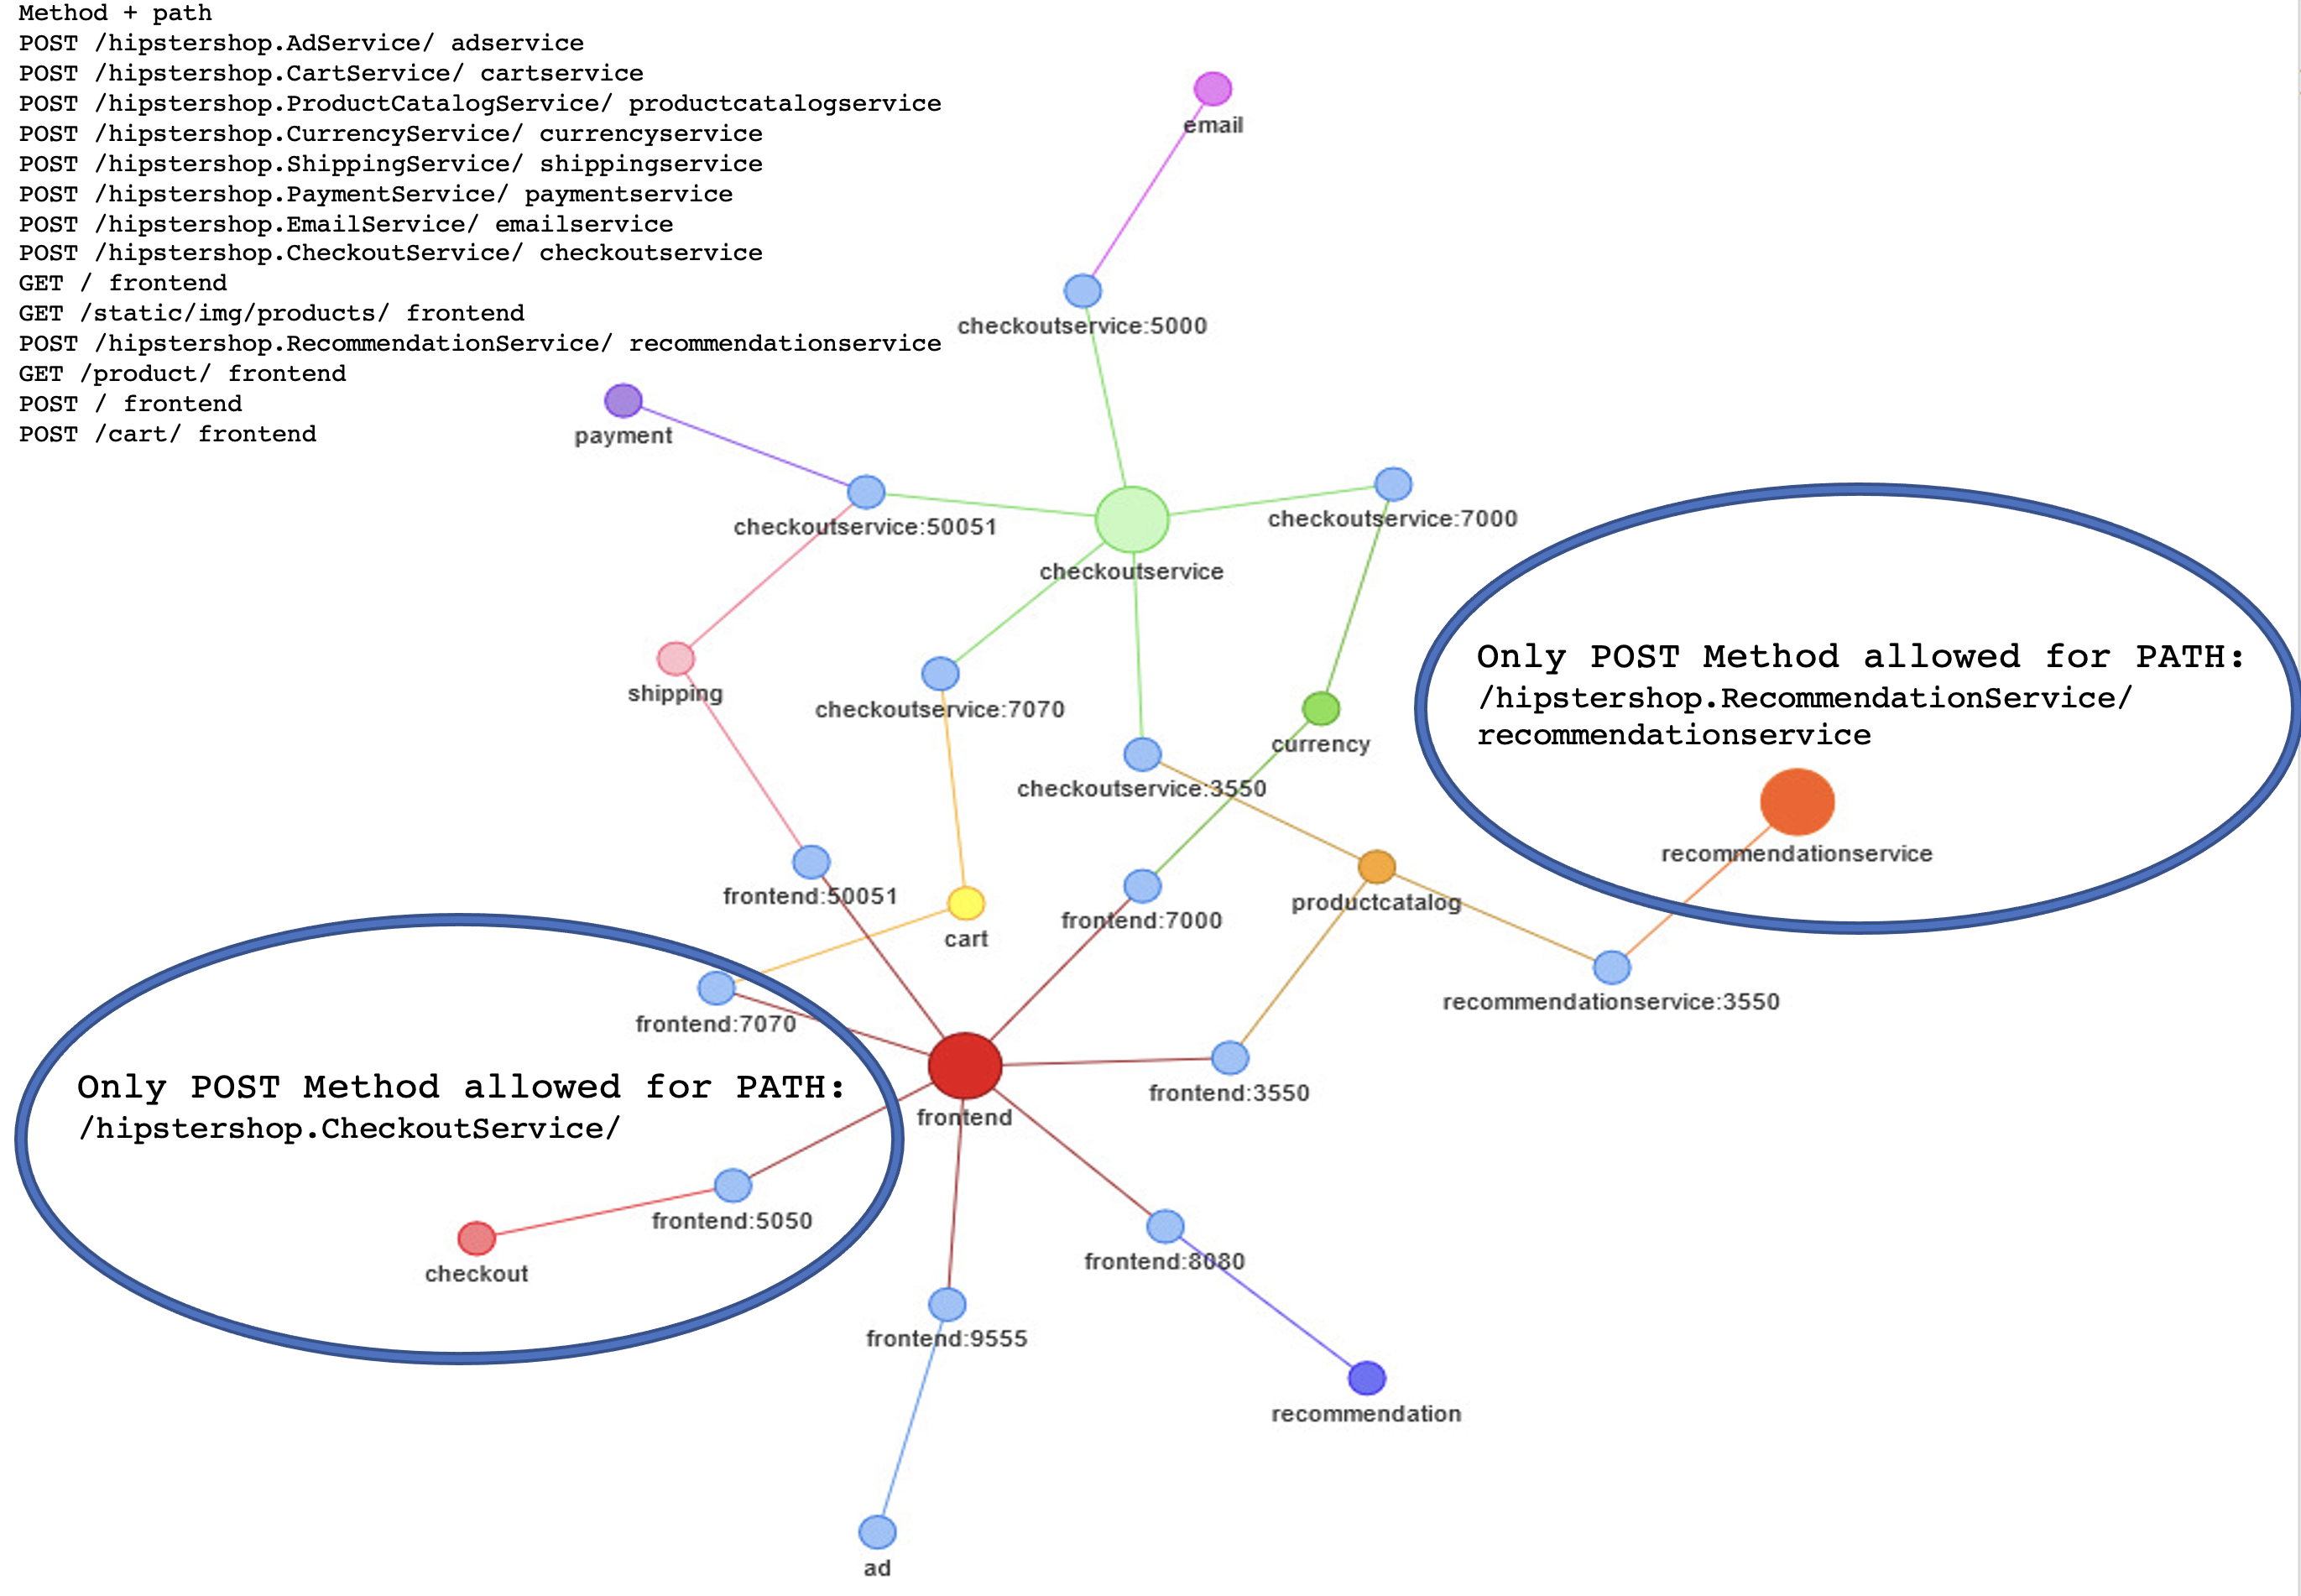 Method + path
POST /hipstershop.AdService/ adservice
POST /hipstershop.CartService/ cartservice
POST /hipstershop.ProductCatalogService/ productcatalogservice
POST /hipstershop.CurrencyService/ currencyservice
POST /hipstershop.ShippingService/ shippingservice
POST /hipstershop.PaymentService/ paymentservice
POST /hipstershop.EmailService/ emailservice
POST /hipstershop.CheckoutService/ checkoutservice
GET / frontend
GET /static/img/products/ frontend
POST /hipstershop.RecommendationService/ recommendationservice
GET /product/ frontend
POST / frontend
POST /cart/ frontend
email
checkoutservice:5000
payment
checkoutservice:50051
checkoutservice:7000
checkoutservice
Only POST Method allowed for PATH:
/hipstershop.RecommendationService/
recommendationservice
shipping
checkoutservice:7070
currency
checkoutservice:3550
recommendationservice
frontend:50051
productcatalog
frontend:7000
cart
recommendationservice:3550
frontend:7070
Only POST Method allowed for PATH:
/hipstershop.CheckoutService/
frontend:3550
frontend
frontend:5050
frontend:8080
checkout
frontend:9555
recommendation
ad